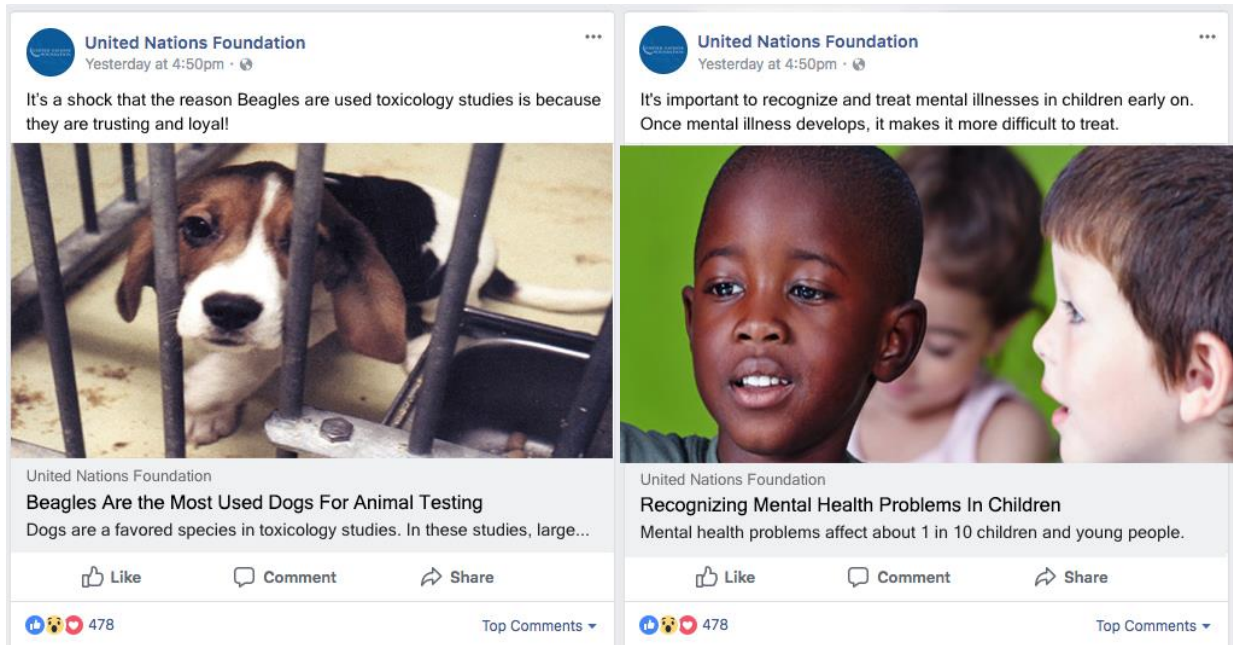 United Nations Foundation
Yesterday at 4:50pm ·
It's a shock that the reason Beagles are used toxicology studies is because
they are trusting and loyal!
United Nations Foundation
Beagles Are the Most Used Dogs For Animal Testing
Dogs are a favored species in toxicology studies. In these studies, large...
Like
Comment
Share
478
Top Comments
United Nations Foundation
Yesterday at 4:50pm ·
It's important to recognize and treat mental illnesses in children early on.
Once mental illness develops, it makes it more difficult to treat.
United Nations Foundation
Recognizing Mental Health Problems In Children
Mental health problems affect about 1 in 10 children and young people.
Like
Comment
Share
478
Top Comments